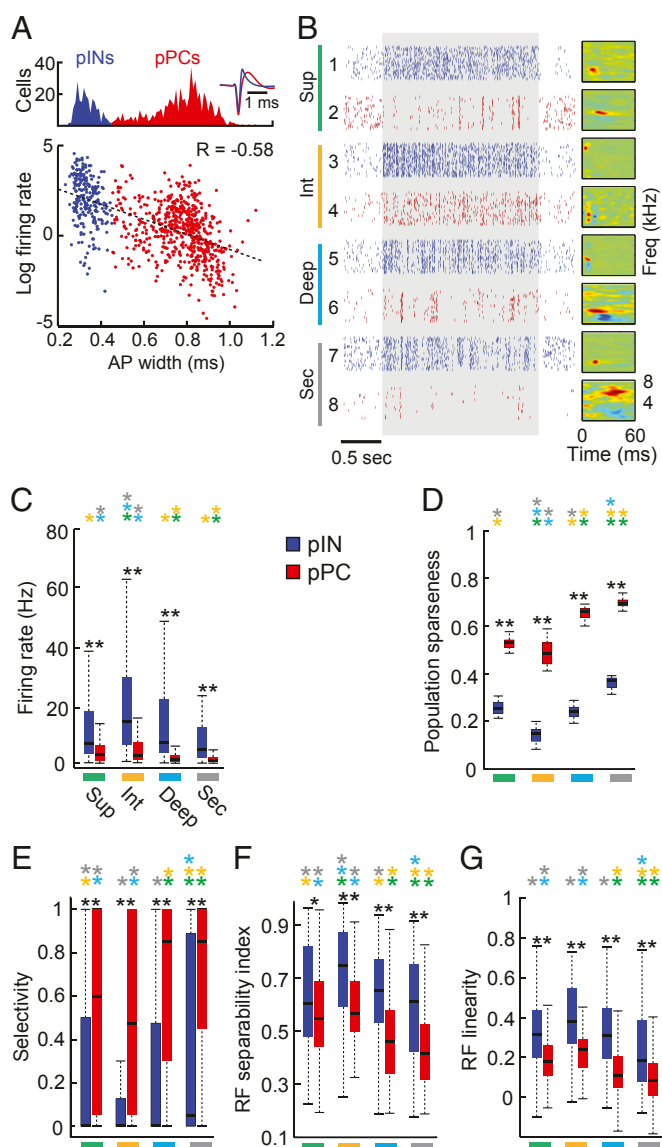 A
pINs
pPCs
Cells
40
20
0
1 ms
R = -0.58
Log firing rate
5
0
-5
0.2 0.4 0.6 0.8 1.0 1.2
AP width (ms)
B
Sup
Int
Deep
Sec
1
2
3
4
5
6
7
8
0.5 sec
Freq (kHz)
8
4
0 60
Time (ms)
C
** ** ** **
Firing rate (Hz)
80
60
40
20
0
Sup Int Deep Sec
pIN
pPC
D
** ** ** **
Population sparseness
1
0.8
0.6
0.4
0.2
0
E
** ** ** **
Selectivity
1
0.8
0.6
0.4
0.2
0
F
* ** ** **
RF separability index
0.9
0.7
0.5
0.3
0.1
G
** ** ** **
RF linearity
1
0.8
0.6
0.4
0.2
0